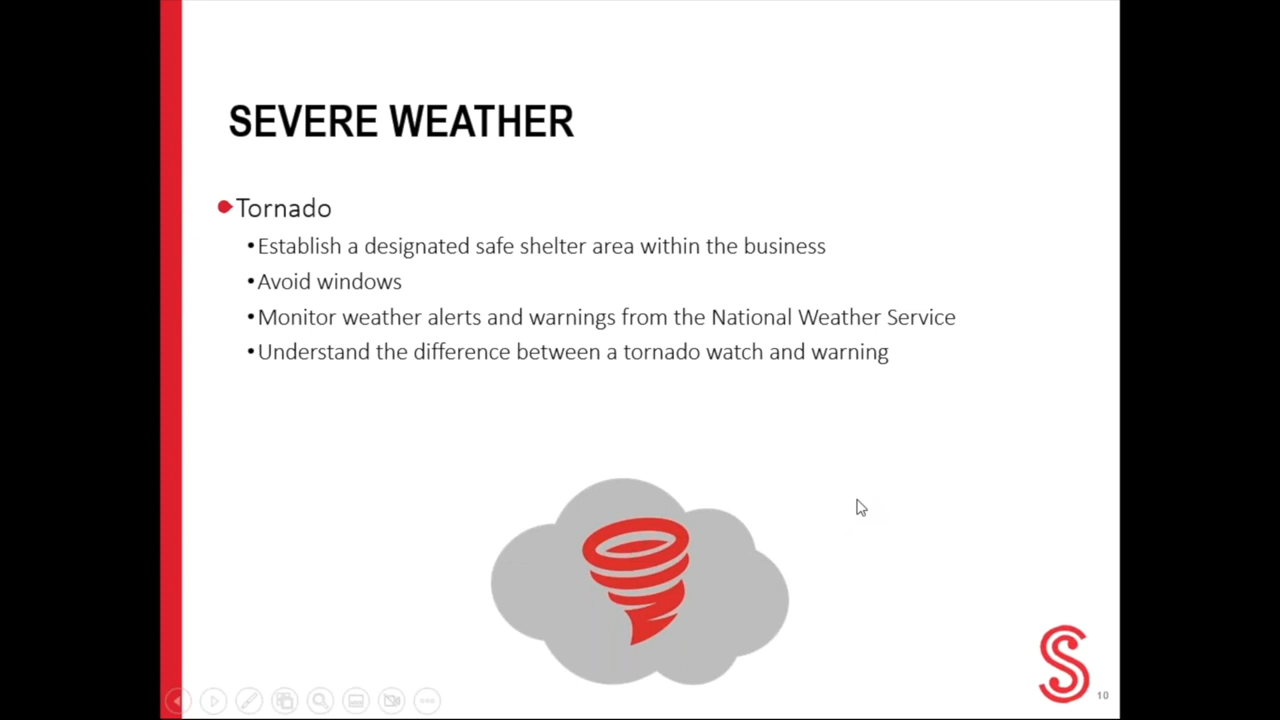 SEVERE WEATHER
Tornado
•Establish a designated safe shelter area within the business
•Avoid windows
•Monitor weather alerts and warnings from the National Weather Service
•Understand the difference between a tornado watch and warning
S
10